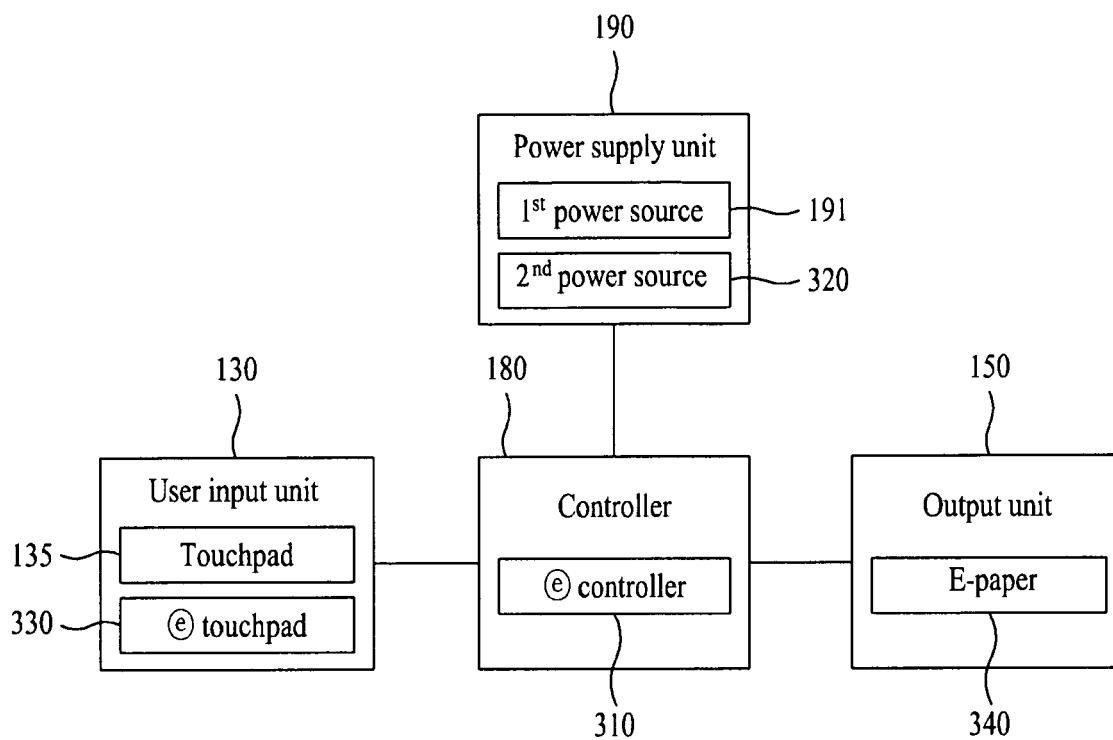 190
Power supply unit
1st power source
191
2nd power source
320
130
180
150
User input unit
Controller
Output unit
135
Touchpad
330
ⓔ touchpad
ⓔ controller
E-paper
310
340